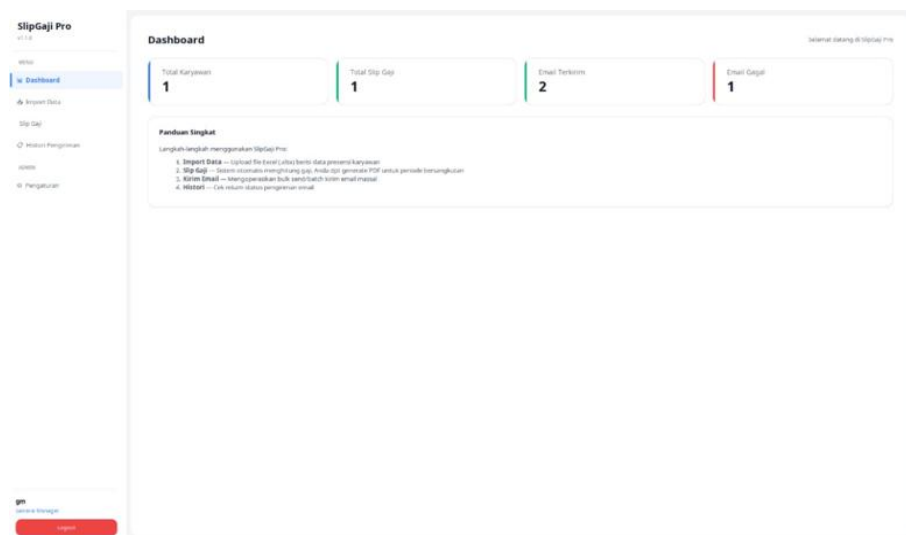 SlipGaji Pro
v1.1.0
MENU
Dashboard
Import Data
Slip Gaji
Histori Pengiriman
ADMIN
Pengaturan
gm
General Manager
Logout
Dashboard
Selamat datang di SlipGaji Pro
Total Karyawan
1
Total Slip Gaji
1
Email Terkirim
2
Email Gagal
1
Panduan Singkat
Langkah-langkah menggunakan SlipGaji Pro:
1. Import Data — Upload file Excel (.xlsx) berisi data presensi karyawan
2. Slip Gaji — Sistem otomatis menghitung gaji, Anda dpt generate PDF untuk periode bersangkutan
3. Kirim Email — Mengoperasikan bulk send/batch kirim email massal
4. Histori — Cek return status pengiriman email